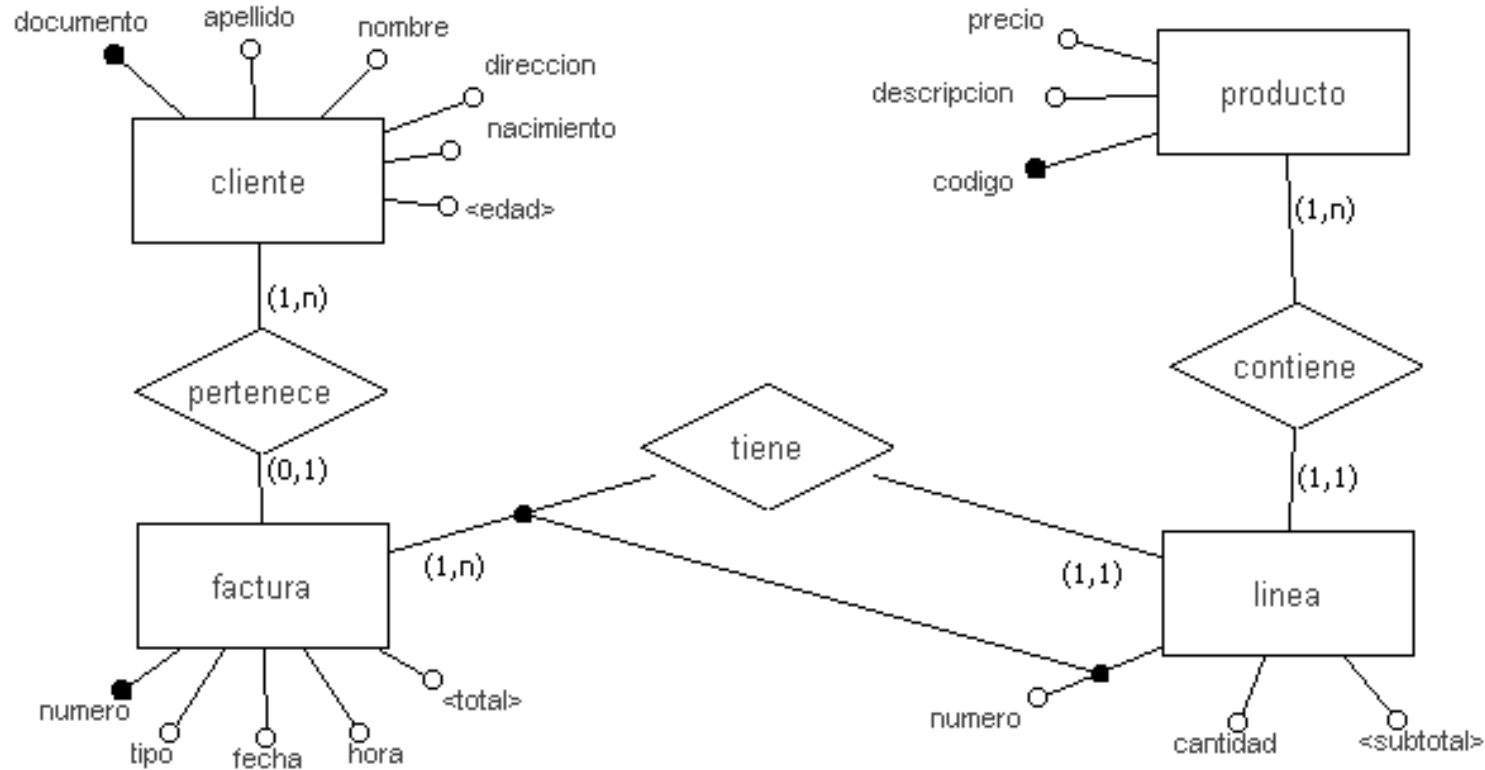 documento
apellido
nombre
direccion
nacimiento
<edad>
cliente
(1,n)
pertenece
(0,1)
factura
numero
tipo
fecha
hora
<total>
(1,n)
tiene
(1,1)
precio
descripcion
codigo
producto
(1,n)
contiene
(1,1)
linea
numero
cantidad
<subtotal>